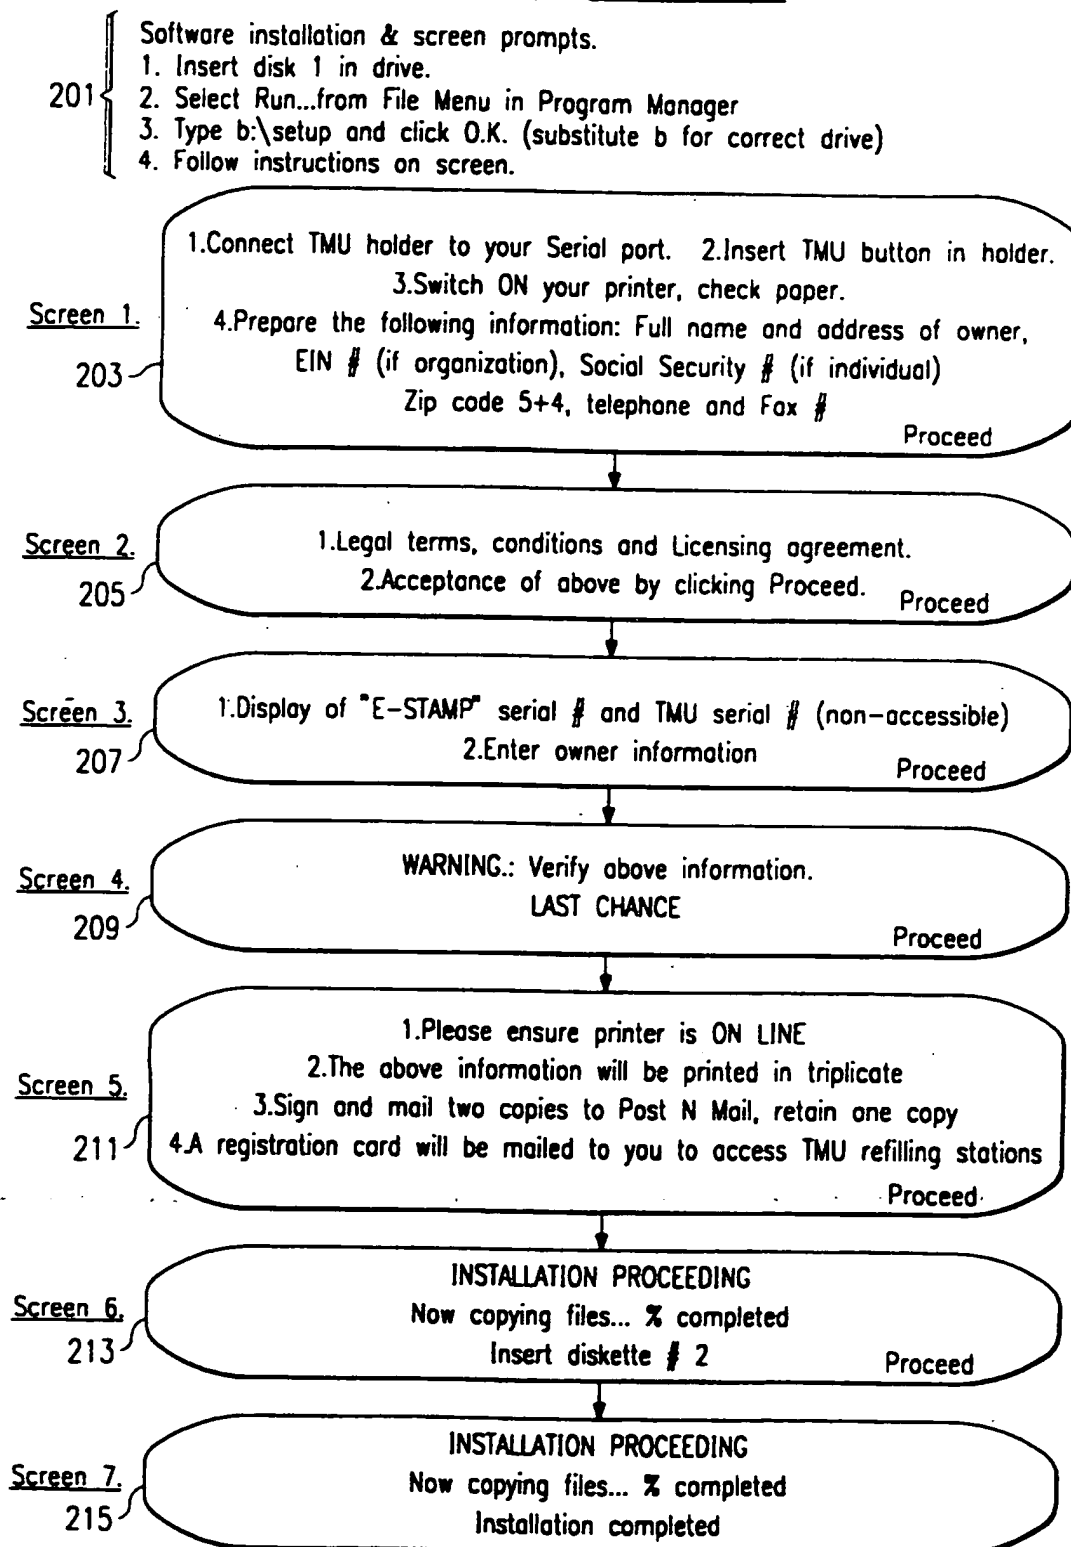 Software installation & screen prompts.
201
1. Insert disk 1 in drive.
2. Select Run...from File Menu in Program Manager
3. Type b:\setup and click O.K. (substitute b for correct drive)
4. Follow instructions on screen.
1.Connect TMU holder to your Serial port. 2.Insert TMU button in holder.
3.Switch ON your printer, check paper.
Screen 1.
4.Prepare the following information: Full name and address of owner,
203
EIN # (if organization), Social Security # (if individual)
Zip code 5+4, telephone and Fax #
Proceed
Screen 2.
205
1.Legal terms, conditions and Licensing agreement.
2.Acceptance of above by clicking Proceed.
Proceed
Screen 3.
207
1.Display of "E-STAMP" serial # and TMU serial # (non-accessible)
2.Enter owner information
Proceed
Screen 4.
209
WARNING.: Verify above information.
LAST CHANCE
Proceed
Screen 5.
211
1.Please ensure printer is ON LINE
2.The above information will be printed in triplicate
3.Sign and mail two copies to Post N Mail, retain one copy
4.A registration card will be mailed to you to access TMU refilling stations
Proceed
Screen 6.
213
INSTALLATION PROCEEDING
Now copying files... % completed
Insert diskette # 2
Proceed
Screen 7.
215
INSTALLATION PROCEEDING
Now copying files... % completed
Installation completed